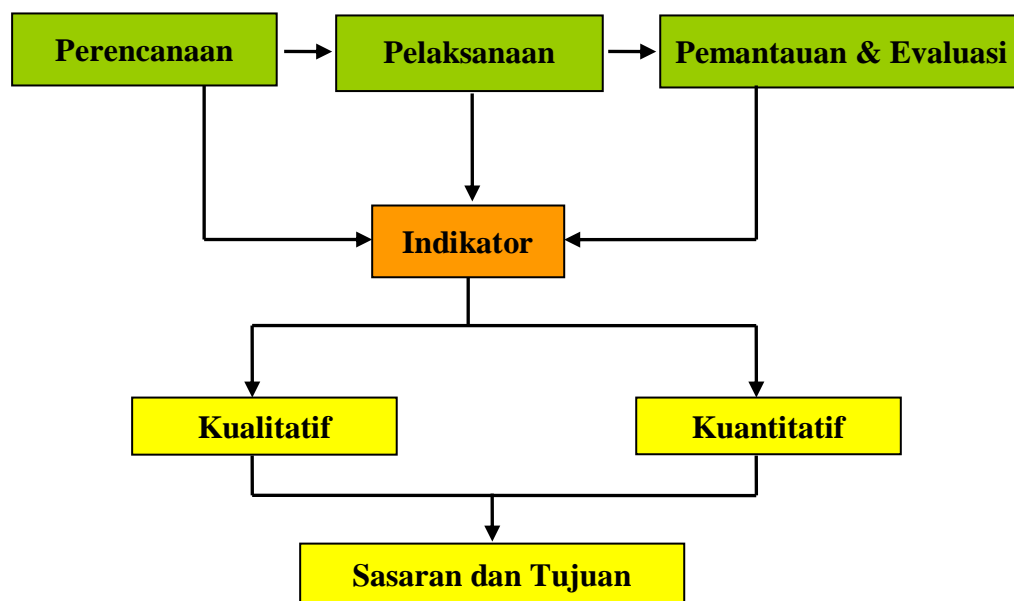 Perencanaan
Pelaksanaan
Pemantauan & Evaluasi
Indikator
Kualitatif
Kuantitatif
Sasaran dan Tujuan